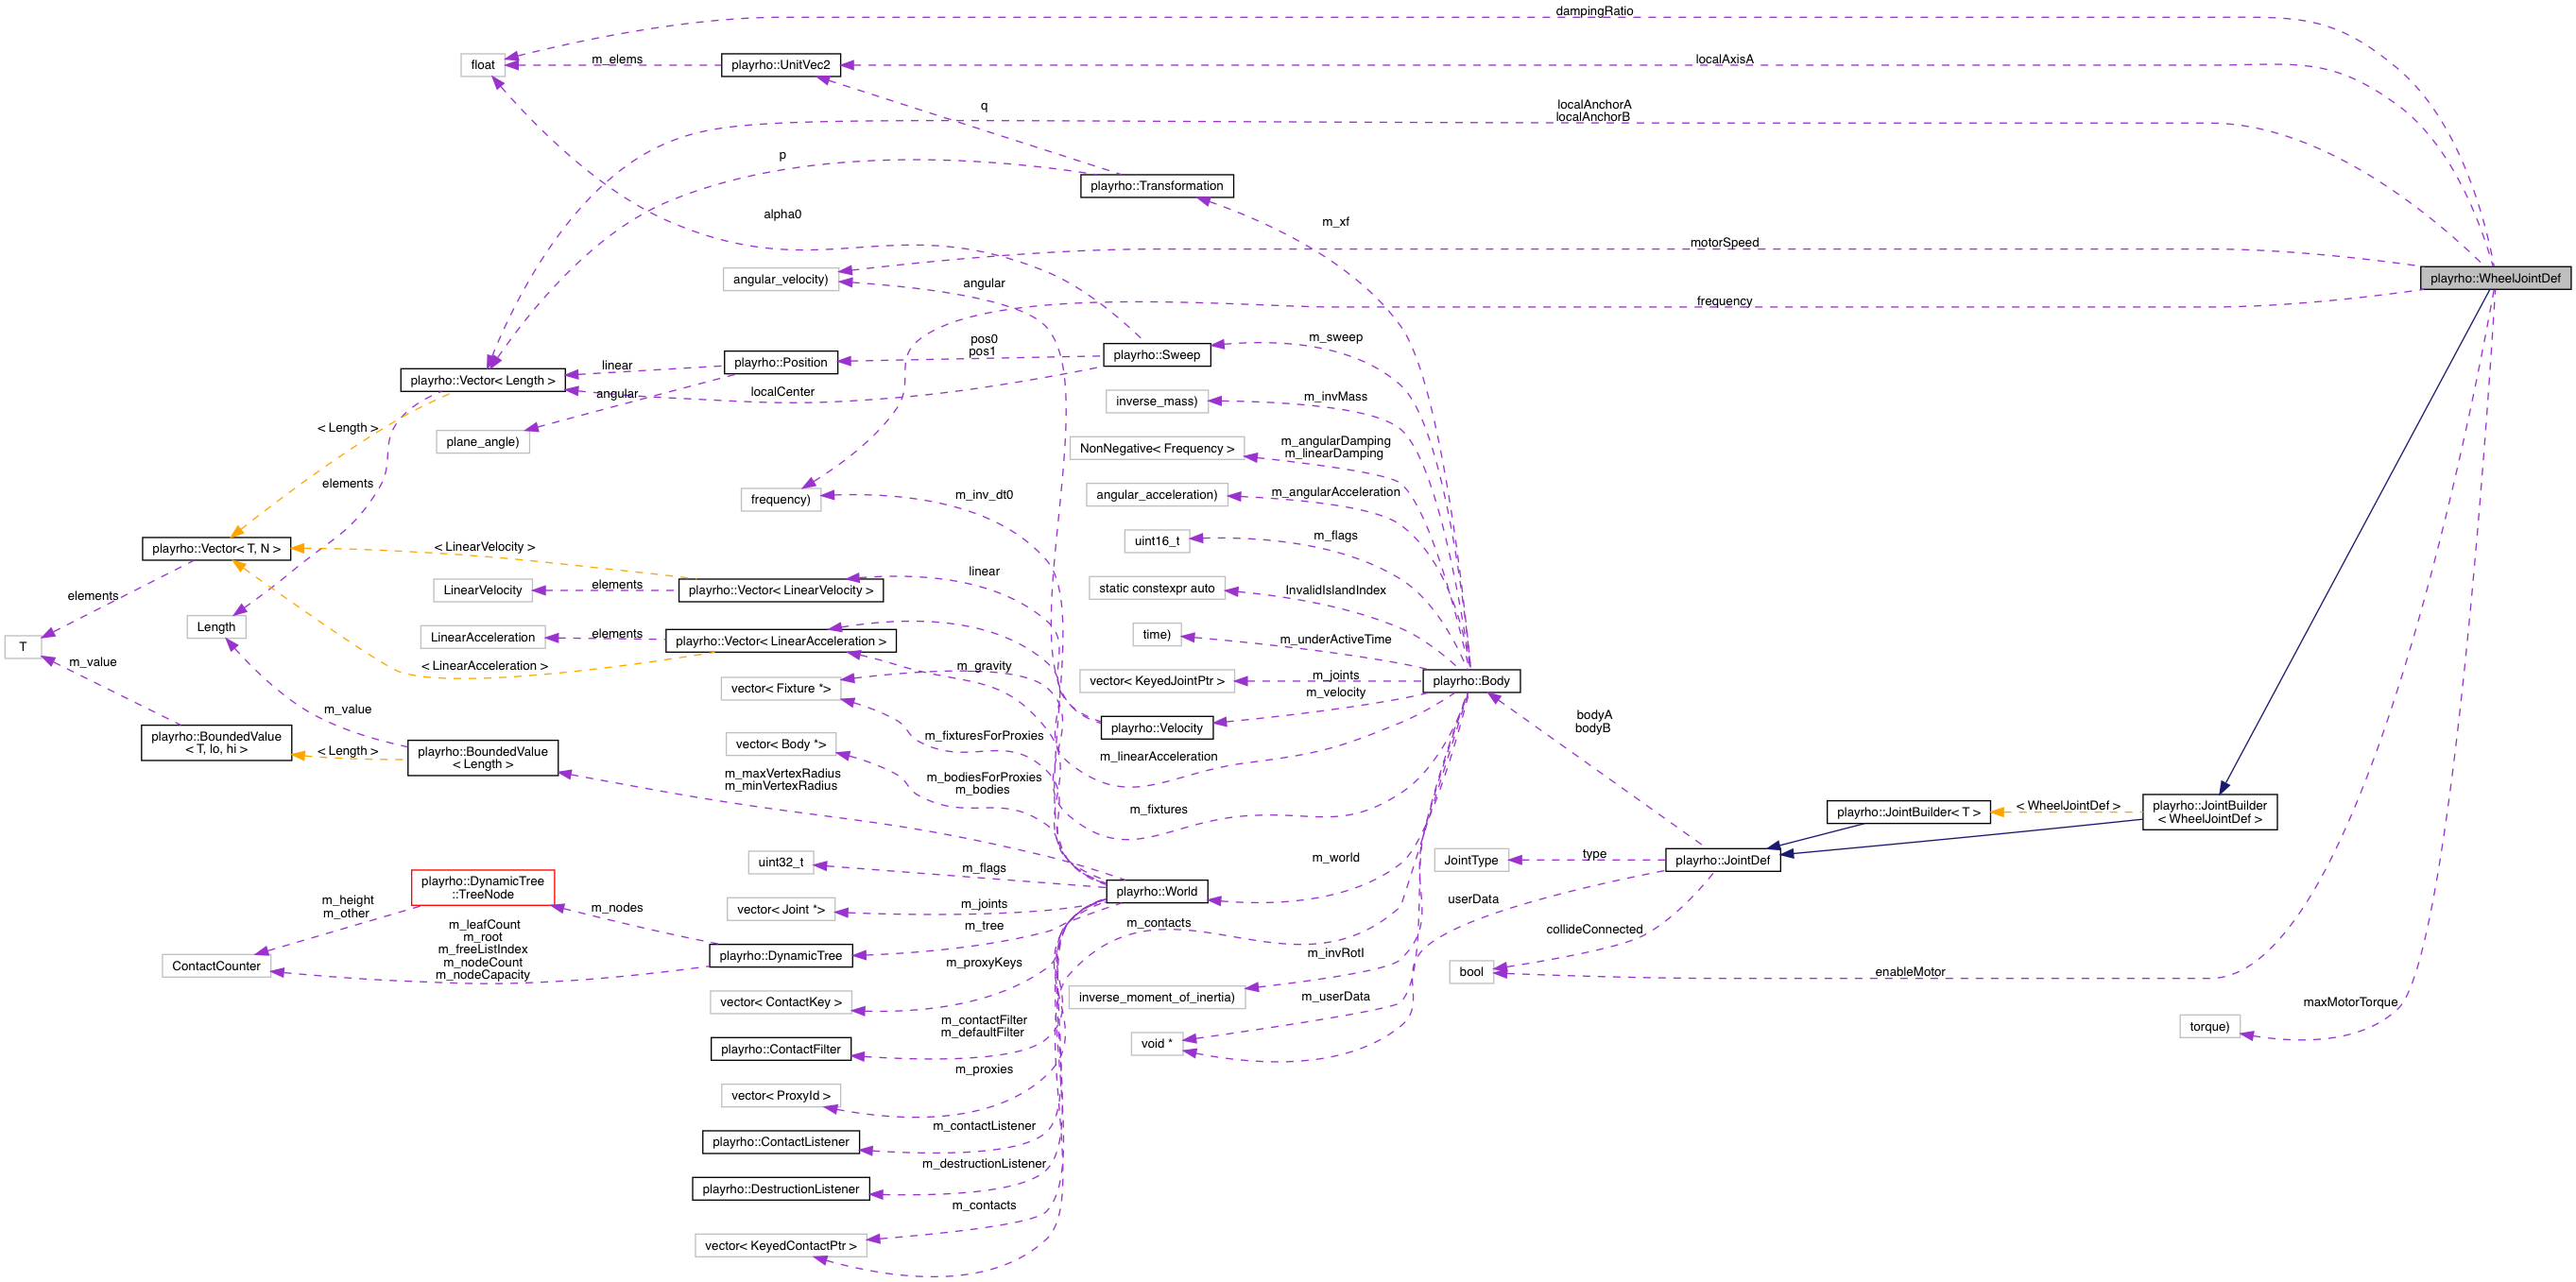 dampingRatio
float
m_elems
playrho::UnitVec2
localAxisA
q
localAnchorA
localAnchorB
p
playrho::Transformation
alpha0
m_xf
motorSpeed
angular_velocity)
angular
playrho::WheelJointDef
frequency
pos0
pos1
m_sweep
playrho::Sweep
playrho::Position
linear
playrho::Vector< Length >
angular
localCenter
inverse_mass)
m_invMass
< Length >
plane_angle)
NonNegative< Frequency >
m_angularDamping
m_linearDamping
elements
frequency)
m_inv_dt0
angular_acceleration)
m_angularAcceleration
uint16_t
m_flags
playrho::Vector< T, N >
< LinearVelocity >
linear
LinearVelocity
elements
playrho::Vector< LinearVelocity >
static constexpr auto
InvalidIslandIndex
elements
Length
T
LinearAcceleration
elements
playrho::Vector< LinearAcceleration >
time)
m_underActiveTime
m_value
< LinearAcceleration >
m_gravity
vector< Fixture *>
vector< KeyedJointPtr >
m_joints
m_velocity
playrho::Body
m_value
playrho::Velocity
bodyA
bodyB
playrho::BoundedValue
< T, lo, hi >
< Length >
playrho::BoundedValue
< Length >
vector< Body *>
m_fixturesForProxies
m_linearAcceleration
m_maxVertexRadius
m_minVertexRadius
m_bodiesForProxies
m_bodies
m_fixtures
playrho::JointBuilder< T >
< WheelJointDef >
playrho::JointBuilder
< WheelJointDef >
uint32_t
m_flags
m_world
JointType
type
playrho::JointDef
playrho::DynamicTree
::TreeNode
m_height
m_other
m_nodes
vector< Joint *>
m_joints
playrho::World
userData
m_leafCount
m_root
m_freeListIndex
m_nodeCount
m_nodeCapacity
m_tree
m_contacts
collideConnected
ContactCounter
playrho::DynamicTree
m_proxyKeys
m_invRotI
bool
enableMotor
vector< ContactKey >
inverse_moment_of_inertia)
m_userData
maxMotorTorque
m_contactFilter
m_defaultFilter
torque)
playrho::ContactFilter
void *
m_proxies
vector< ProxyId >
m_contactListener
playrho::ContactListener
m_destructionListener
playrho::DestructionListener
m_contacts
vector< KeyedContactPtr >